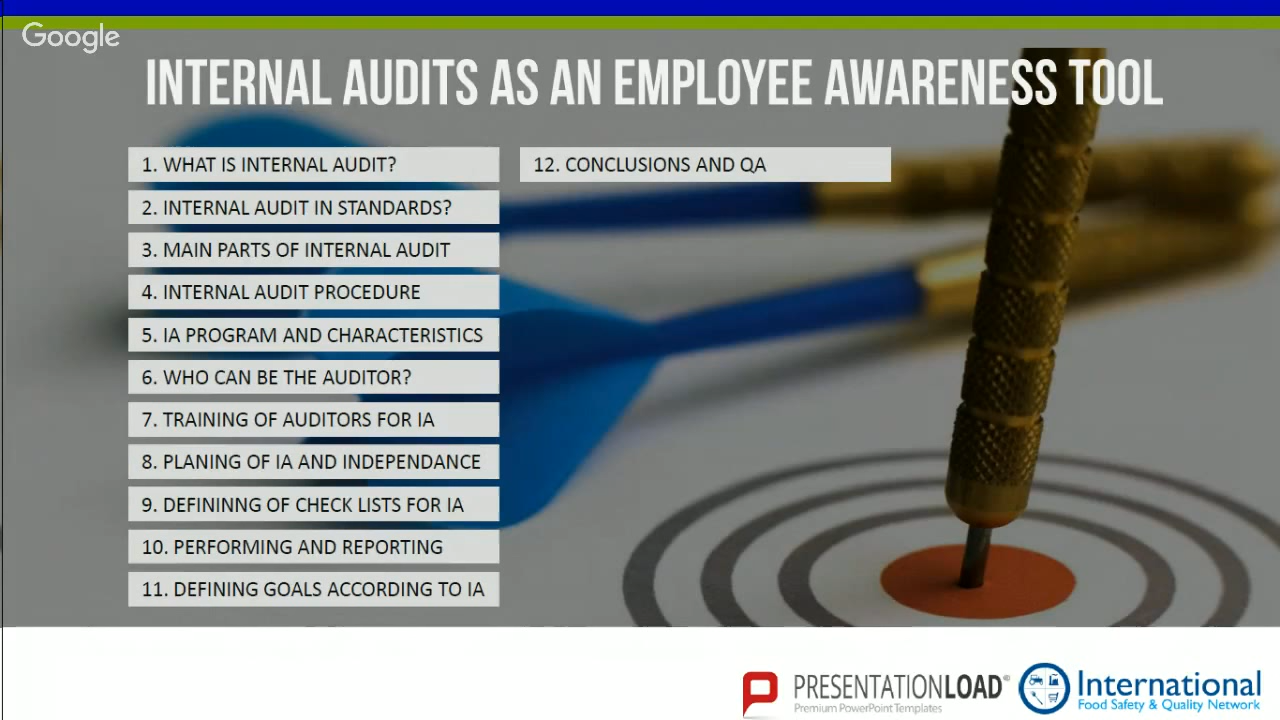 Google
INTERNAL AUDITS AS AN EMPLOYEE AWARENESS TOOL
1. WHAT IS INTERNAL AUDIT?
2. INTERNAL AUDIT IN STANDARDS?
3. MAIN PARTS OF INTERNAL AUDIT
4. INTERNAL AUDIT PROCEDURE
5. IA PROGRAM AND CHARACTERISTICS
6. WHO CAN BE THE AUDITOR?
7. TRAINING OF AUDITORS FOR IA
8. PLANING OF IA AND INDEPENDANCE
9. DEFININNG OF CHECK LISTS FOR IA
10. PERFORMING AND REPORTING
11. DEFINING GOALS ACCORDING TO IA
12. CONCLUSIONS AND QA
PRESENTATIONLOAD®
Premium PowerPoint Templates
International
Food Safety & Quality Network